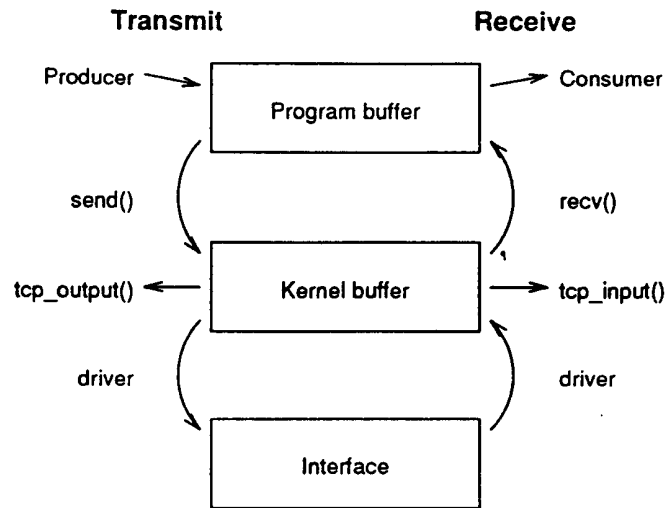 Transmit
Receive
Producer
Program buffer
Consumer
send()
recv()
tcp_output()
Kernel buffer
tcp_input()
driver
driver
Interface